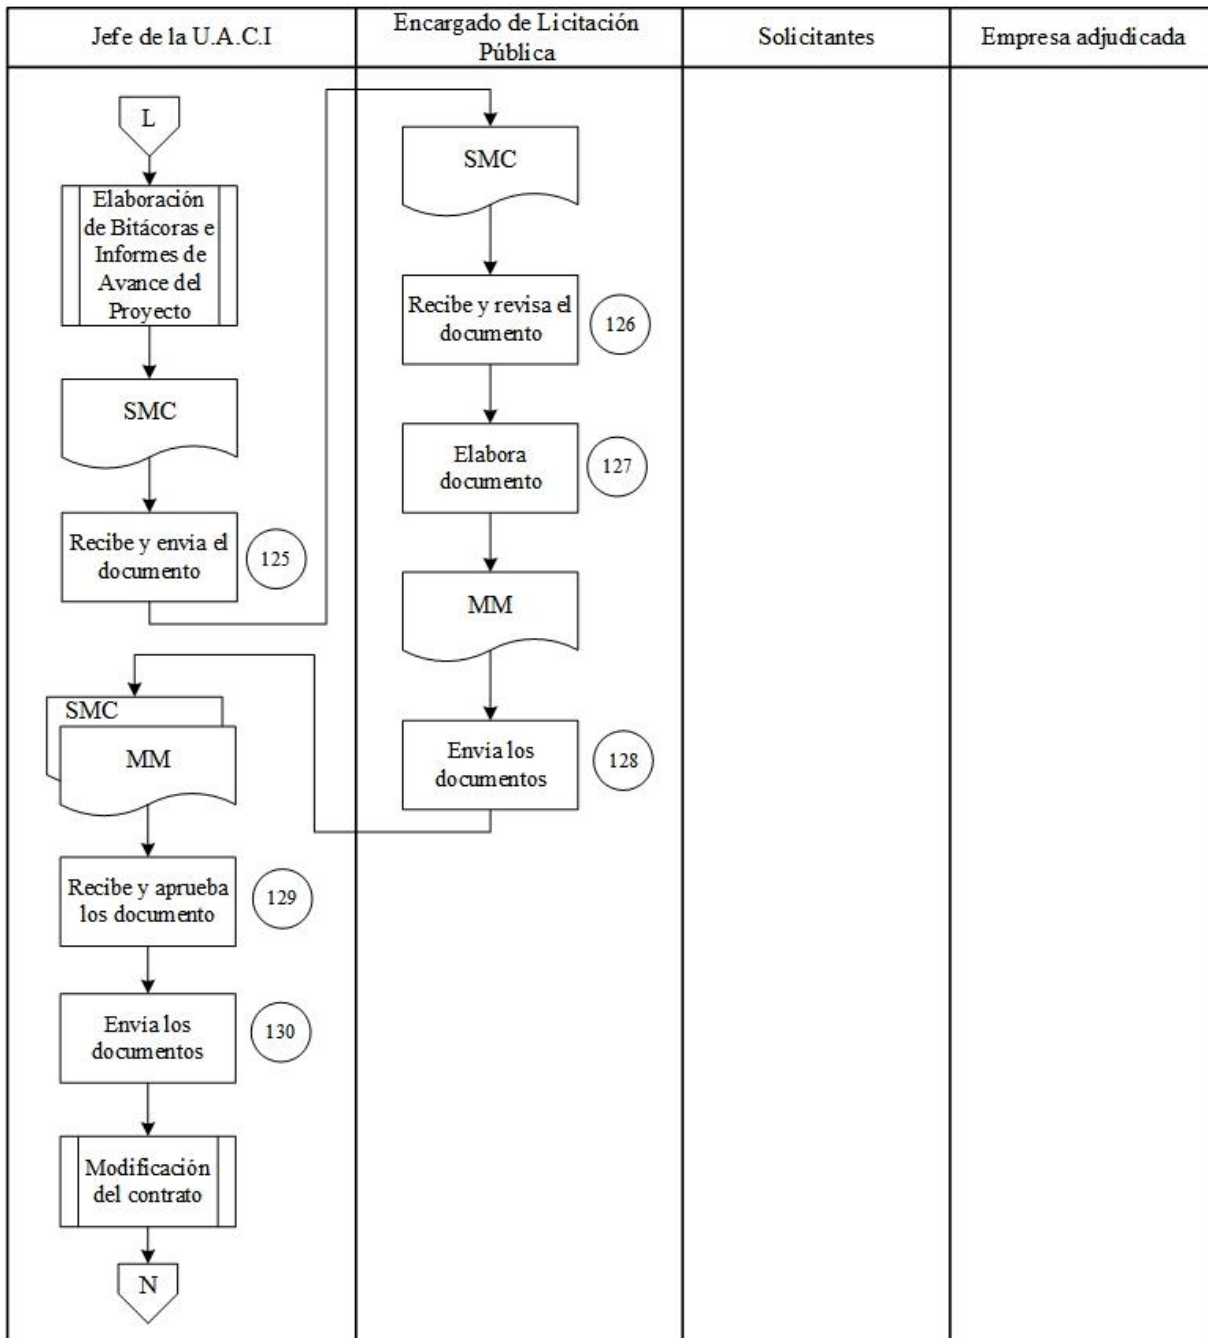 Jefe de la U.A.C.I
Encargado de Licitación
Pública
Solicitantes
Empresa adjudicada
L
Elaboración
de Bitácoras e
Informes de
Avance del
Proyecto
SMC
Recibe y envia el
documento
125
SMC
Recibe y revisa el
documento
126
Elabora
documento
127
MM
Envia los
documentos
128
SMC
MM
Recibe y aprueba
los documento
129
Envia los
documentos
130
Modificación
del contrato
N